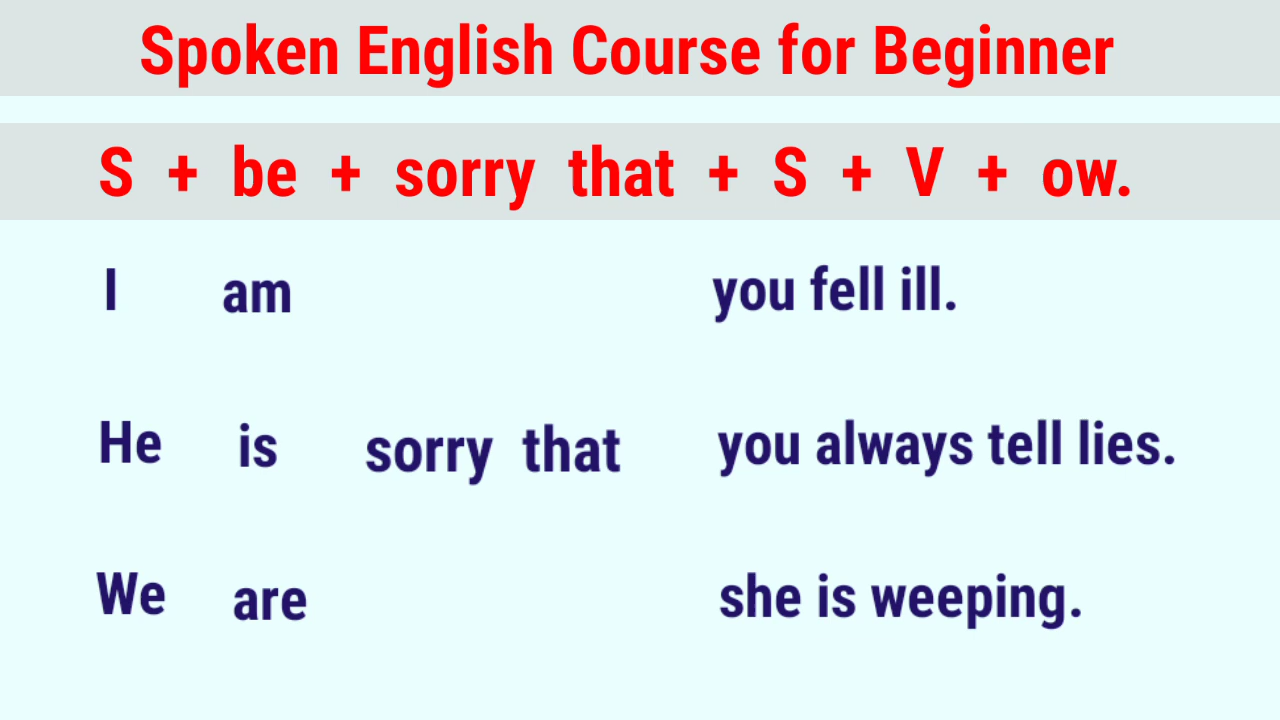 Spoken English Course for Beginner
S + be + sorry that + S + V + ow.
I am you fell ill.
He is sorry that you always tell lies.
We are she is weeping.